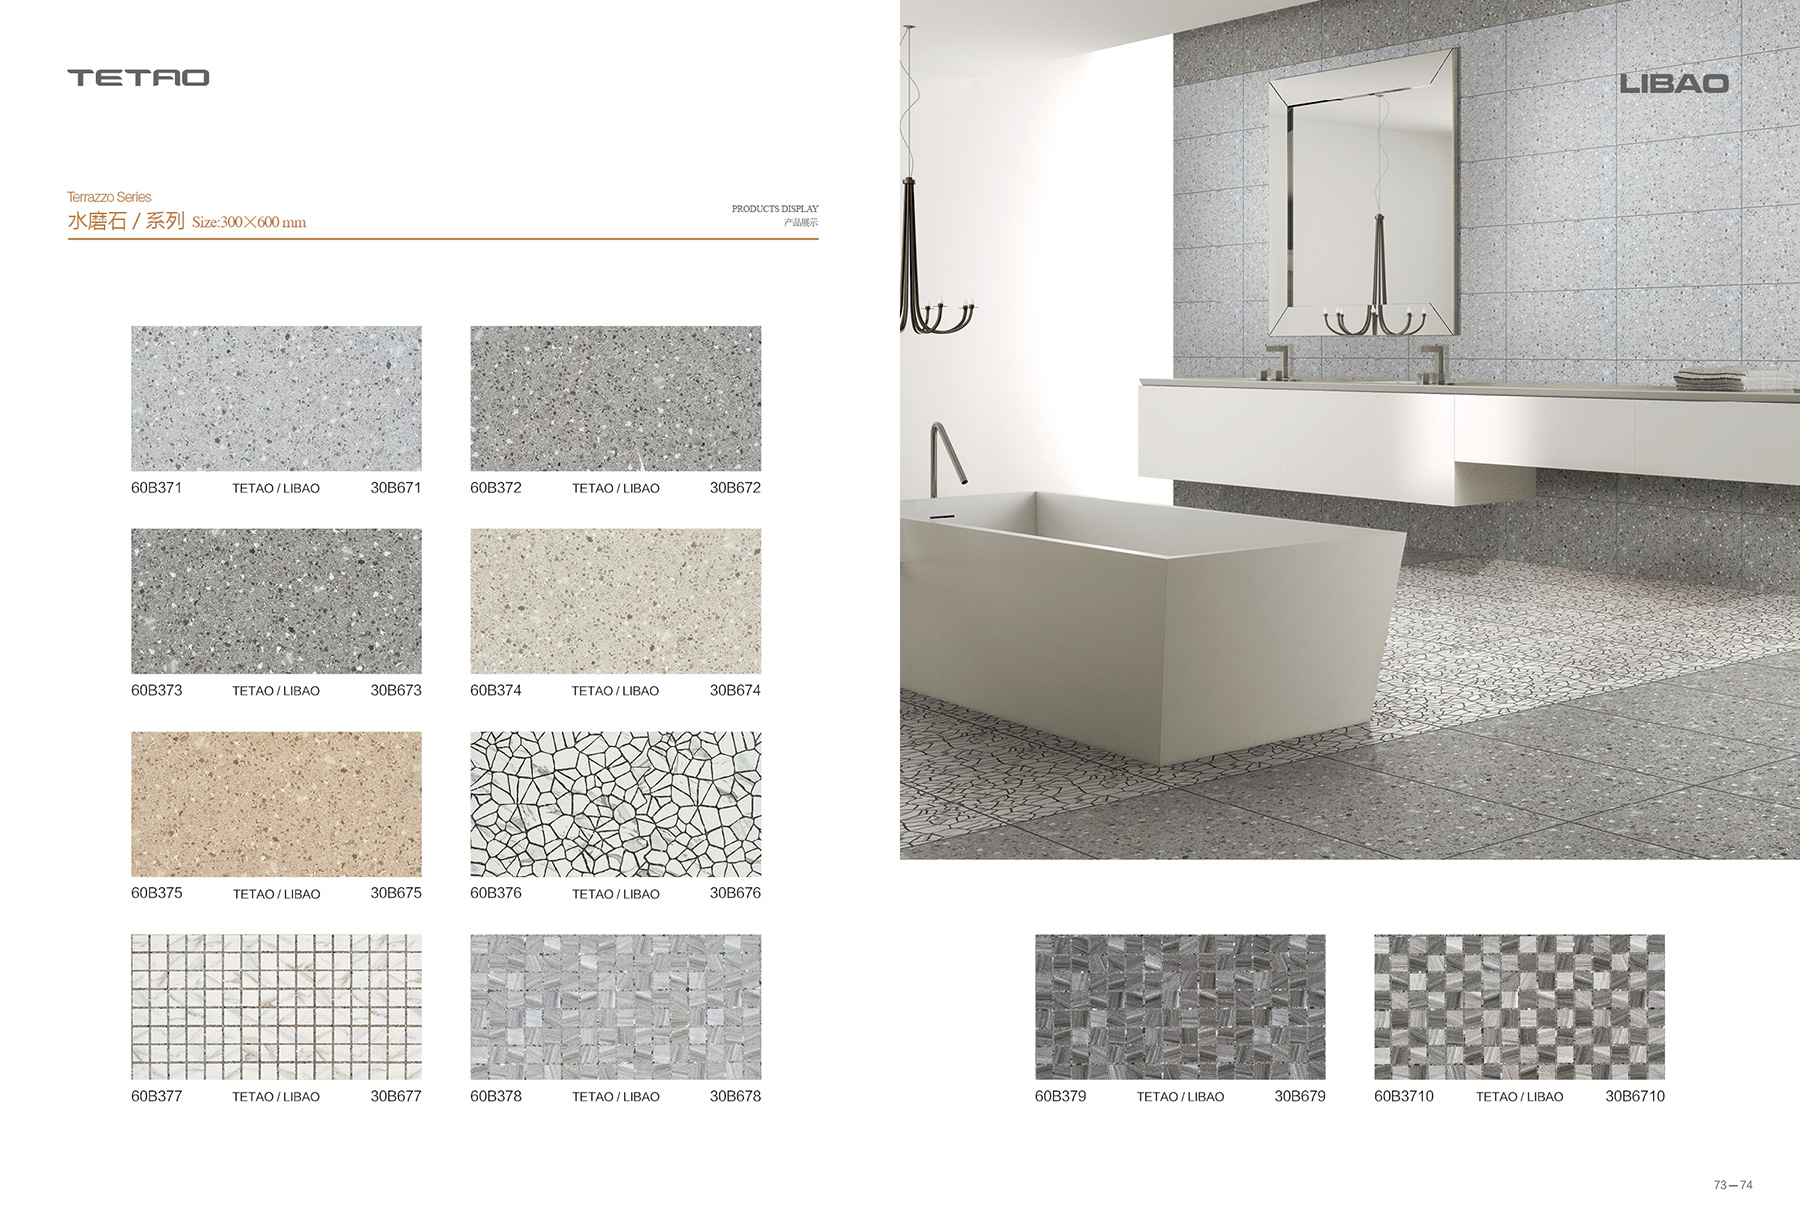 TETAO
LIBAO
Terrazzo Series
水磨石 / 系列 Size:300×600 mm
PRODUCTS DISPLAY
产品展示
60B371 TETAO / LIBAO 30B671
60B372 TETAO / LIBAO 30B672
60B373 TETAO / LIBAO 30B673
60B374 TETAO / LIBAO 30B674
60B375 TETAO / LIBAO 30B675
60B376 TETAO / LIBAO 30B676
60B377 TETAO / LIBAO 30B677
60B378 TETAO / LIBAO 30B678
60B379 TETAO / LIBAO 30B679
60B3710 TETAO / LIBAO 30B6710
73—74